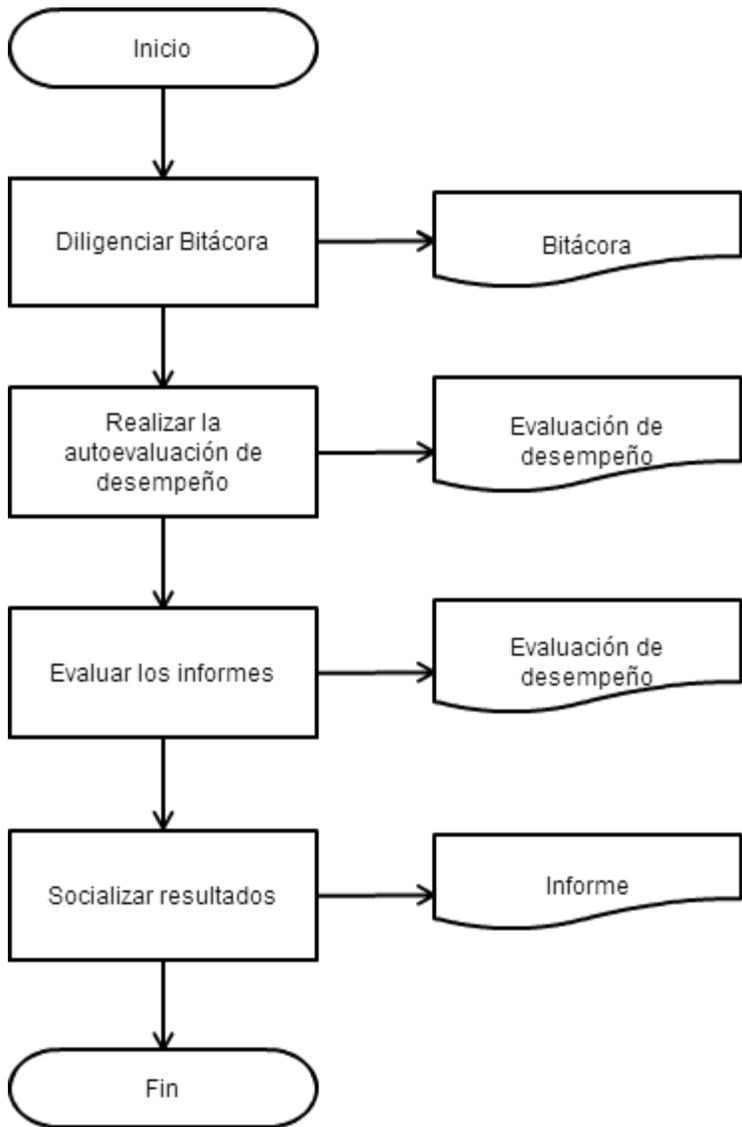 Inicio
Diligenciar Bitácora
Bitácora
Realizar la
autoevaluación de
desempeño
Evaluación de
desempeño
Evaluar los informes
Evaluación de
desempeño
Socializar resultados
Informe
Fin